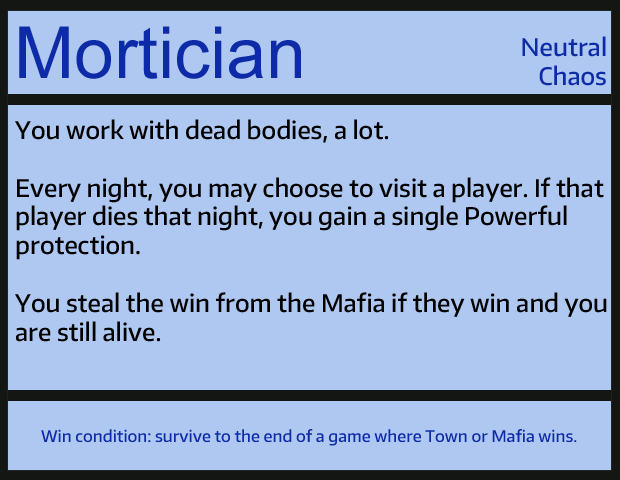 Mortician
Neutral
Chaos
You work with dead bodies, a lot.
Every night, you may choose to visit a player. If that
player dies that night, you gain a single Powerful
protection.
You steal the win from the Mafia if they win and you
are still alive.
Win condition: survive to the end of a game where Town or Mafia wins.